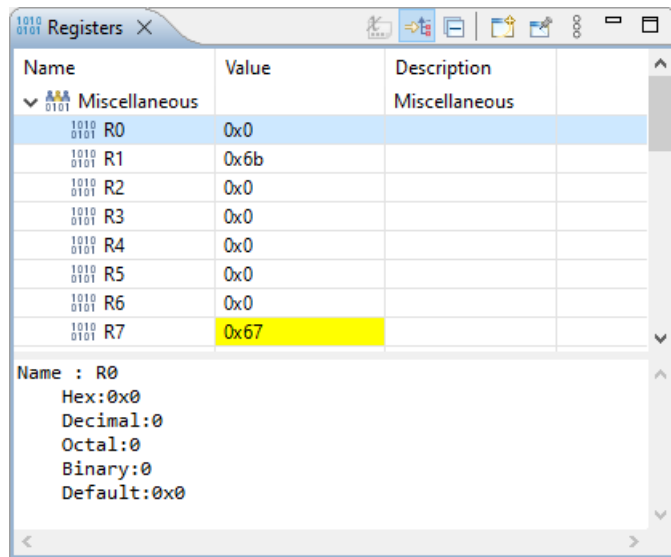 Registers
Name Value Description
Miscellaneous Miscellaneous
R0 0x0
R1 0x6b
R2 0x0
R3 0x0
R4 0x0
R5 0x0
R6 0x0
R7 0x67
Name : R0
Hex:0x0
Decimal:0
Octal:0
Binary:0
Default:0x0